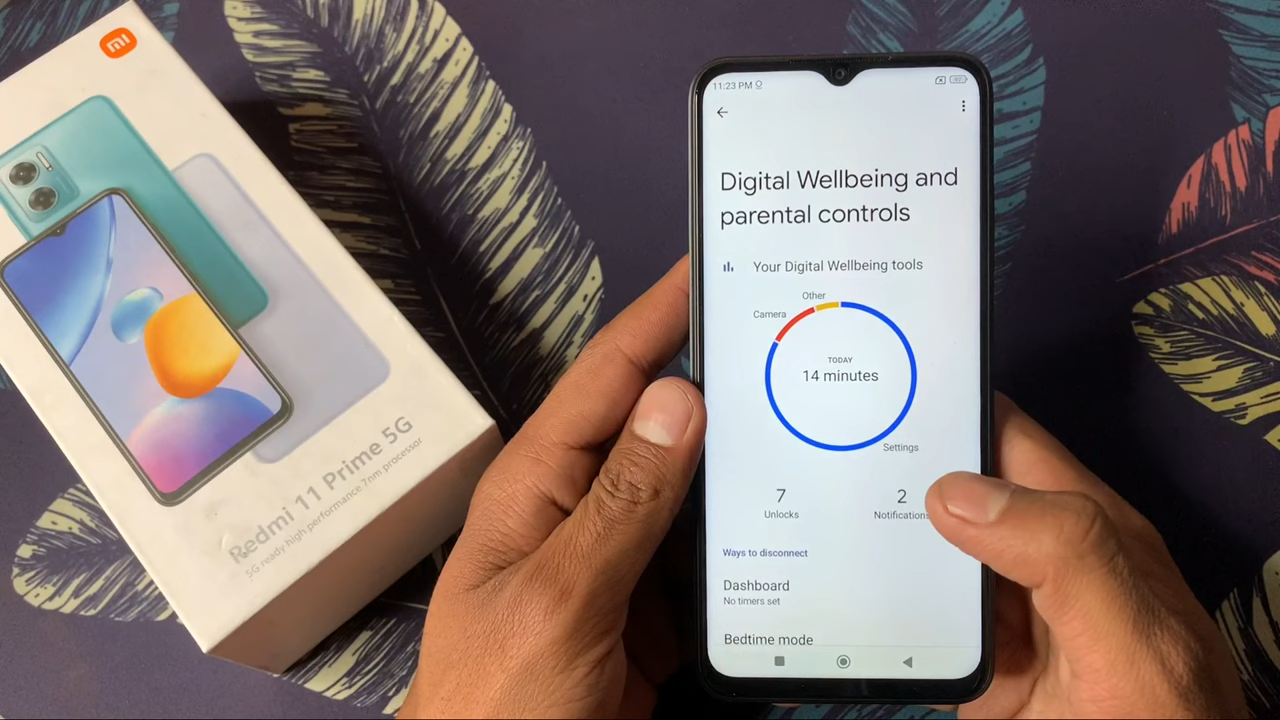 mi
Redmi 11 Prime 5G
5G ready high performance 7nm processor
11:23 PM
Digital Wellbeing and
parental controls
Your Digital Wellbeing tools
Other
Camera
TODAY
14 minutes
Settings
7
Unlocks
2
Notifications
Ways to disconnect
Dashboard
No timers set
Bedtime mode